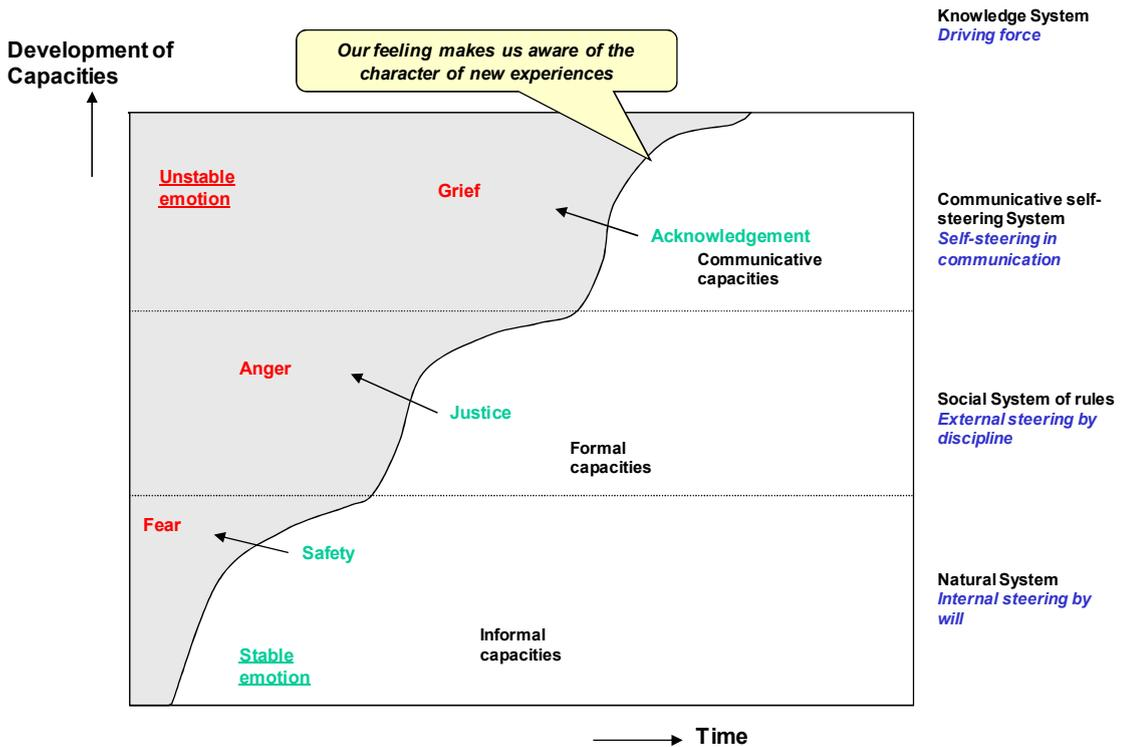 Knowledge System
Driving force
Development of
Capacities
Our feeling makes us aware of the
character of new experiences
Unstable
emotion
Grief
Acknowledgement
Communicative
capacities
Communicative self-
steering System
Self-steering in
communication
Anger
Justice
Formal
capacities
Social System of rules
External steering by
discipline
Fear
Safety
Informal
capacities
Stable
emotion
Natural System
Internal steering by
will
Time